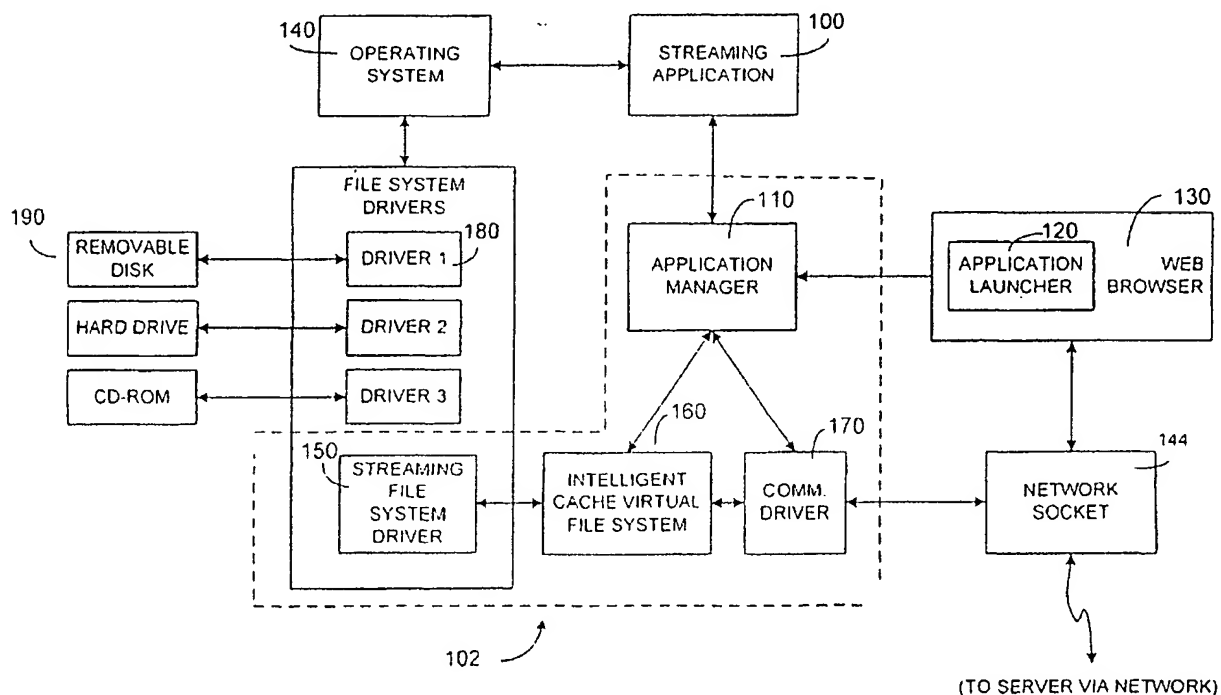 140
OPERATING
SYSTEM
100
STREAMING
APPLICATION
FILE SYSTEM
DRIVERS
190
REMOVABLE
DISK
DRIVER 1
180
HARD DRIVE
DRIVER 2
CD-ROM
DRIVER 3
110
APPLICATION
MANAGER
130
120
APPLICATION
LAUNCHER
WEB
BROWSER
150
STREAMING
FILE
SYSTEM
DRIVER
160
INTELLIGENT
CACHE VIRTUAL
FILE SYSTEM
170
COMM.
DRIVER
144
NETWORK
SOCKET
102
(TO SERVER VIA NETWORK)